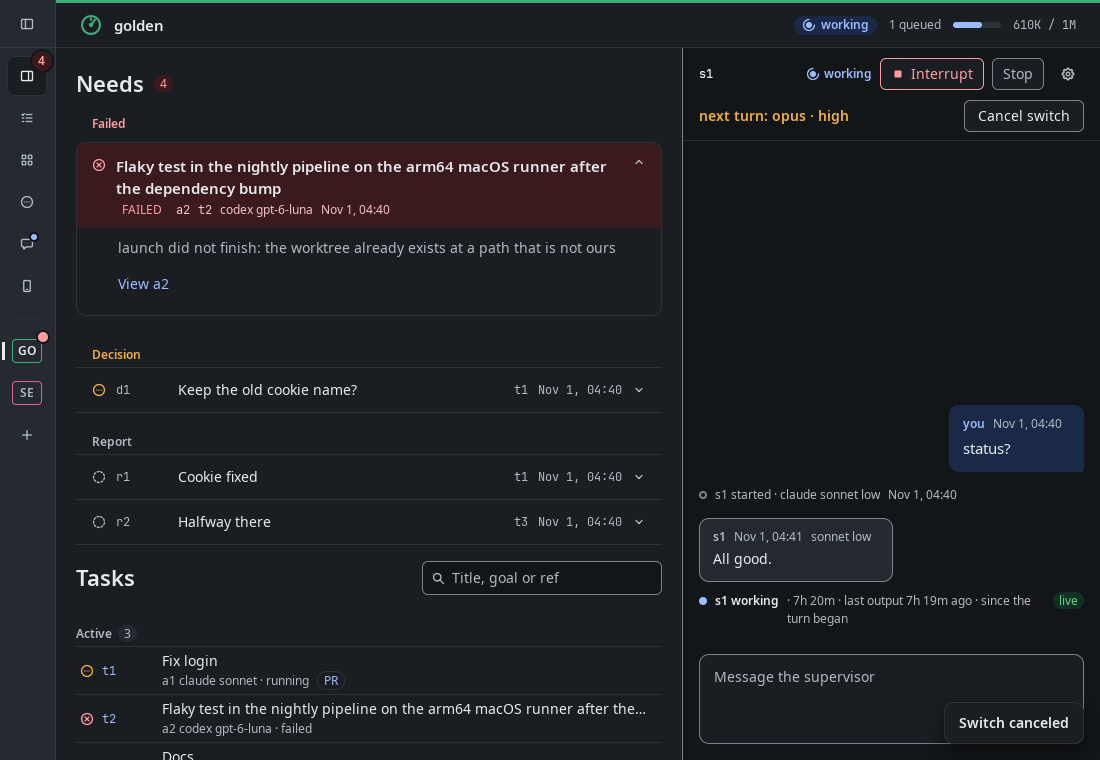 golden
working
1 queued
610K / 1M
4
GO
SE
Needs 4
Failed
Flaky test in the nightly pipeline on the arm64 macOS runner after
the dependency bump
FAILED a2 t2 codex gpt-6-luna Nov 1, 04:40
launch did not finish: the worktree already exists at a path that is not ours
View a2
Decision
d1 Keep the old cookie name? t1 Nov 1, 04:40
Report
r1 Cookie fixed t1 Nov 1, 04:40
r2 Halfway there t3 Nov 1, 04:40
Tasks
Title, goal or ref
Active 3
t1 Fix login
a1 claude sonnet · running PR
t2 Flaky test in the nightly pipeline on the arm64 macOS runner after the…
a2 codex gpt-6-luna · failed
Docs
s1
working
Interrupt
Stop
next turn: opus · high
Cancel switch
you Nov 1, 04:40
status?
s1 started · claude sonnet low Nov 1, 04:40
s1 Nov 1, 04:41 sonnet low
All good.
s1 working · 7h 20m · last output 7h 19m ago · since the
turn began
live
Message the supervisor
Switch canceled